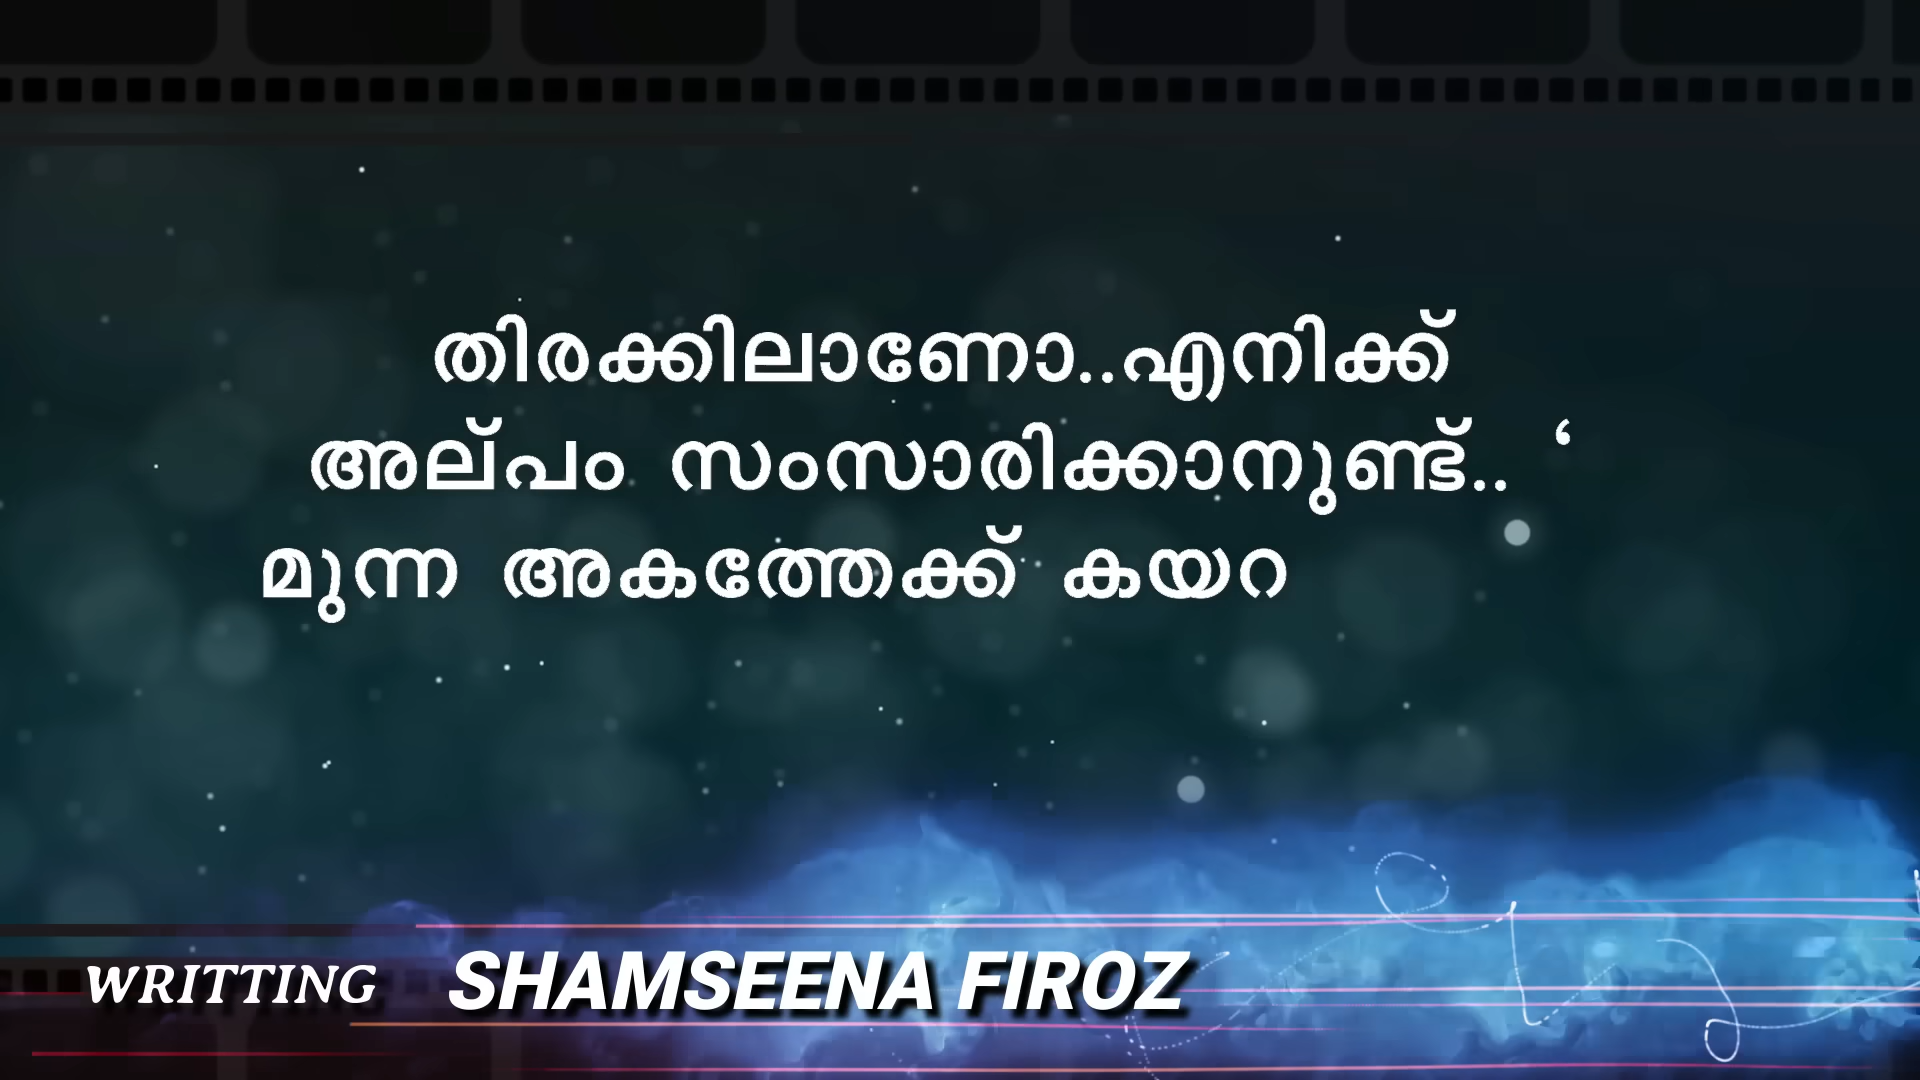 തിരക്കിലാണോ..എനിക്ക്
അല്പം സംസാരിക്കാനുണ്ട്.. ‘
മുന്ന അകത്തേക്ക് കയറ
WRITTING SHAMSEENA FIROZ